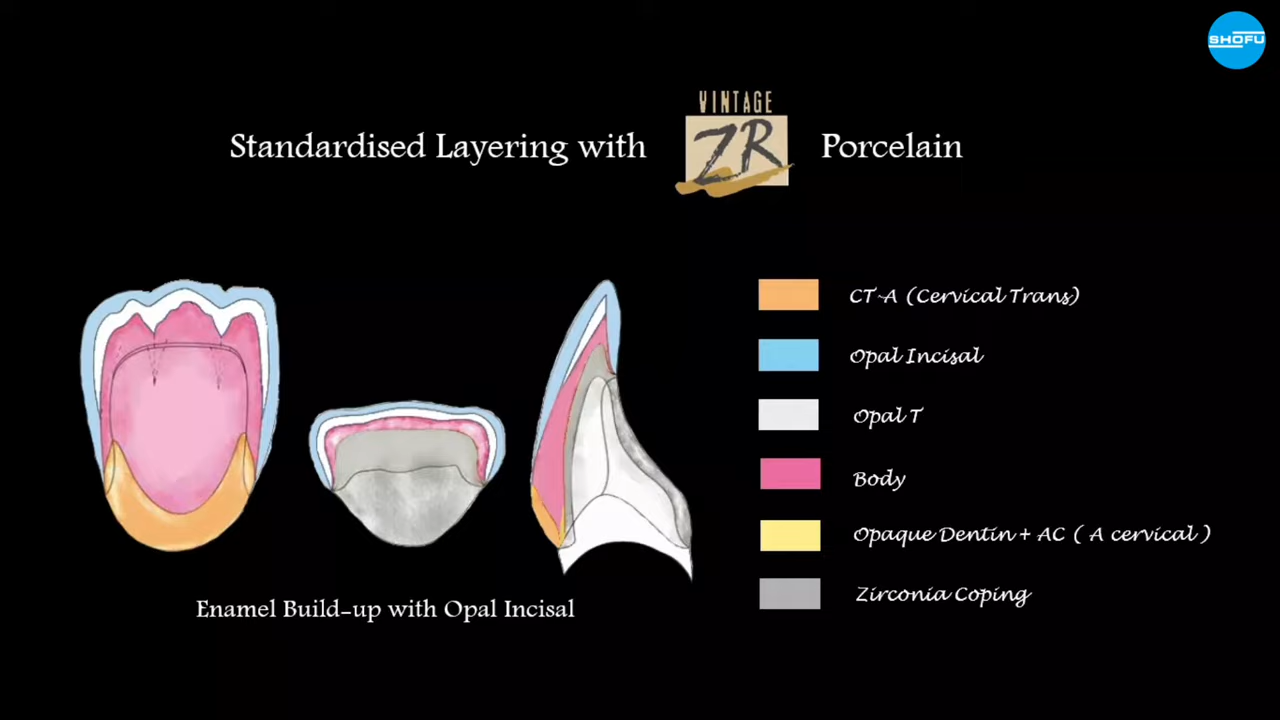 SHOFU
VINTAGE
Standardised Layering with ZR Porcelain
CT-A (Cervical Trans)
Opal Incisal
Opal T
Body
Opaque Dentin + AC ( A cervical )
Zirconia Coping
Enamel Build-up with Opal Incisal